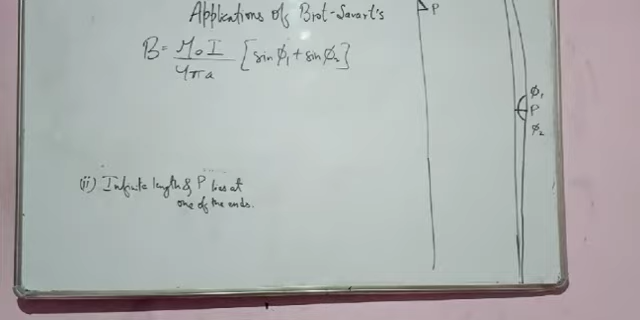 Applications of Biot-Savart's
B = μ₀ I / 4πa [sin φ₁ + sin φ₂]
(ii) Infinite length & P lies at
one of the ends.
P
φ₁
P
φ₂